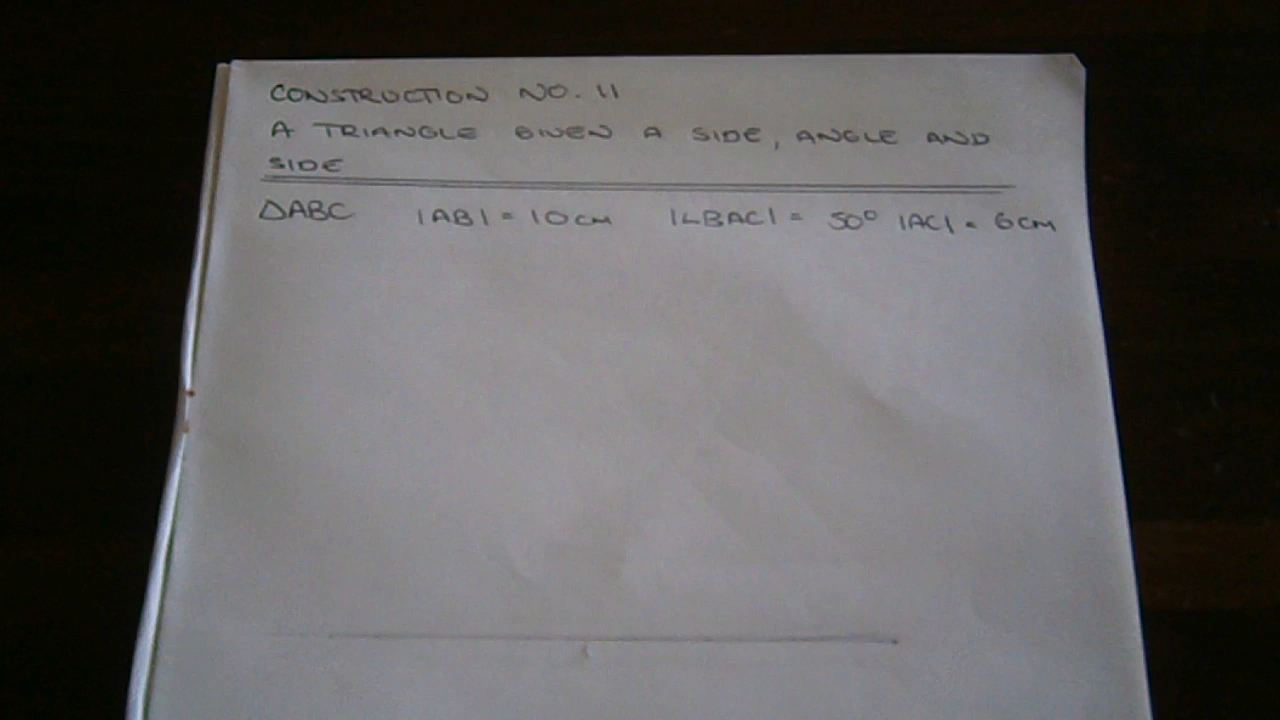 CONSTRUCTION NO. 11
A TRIANGLE GIVEN A SIDE, ANGLE AND
SIDE
ΔABC |AB| = 10cm |∠BAC| = 50° |AC| = 6cm